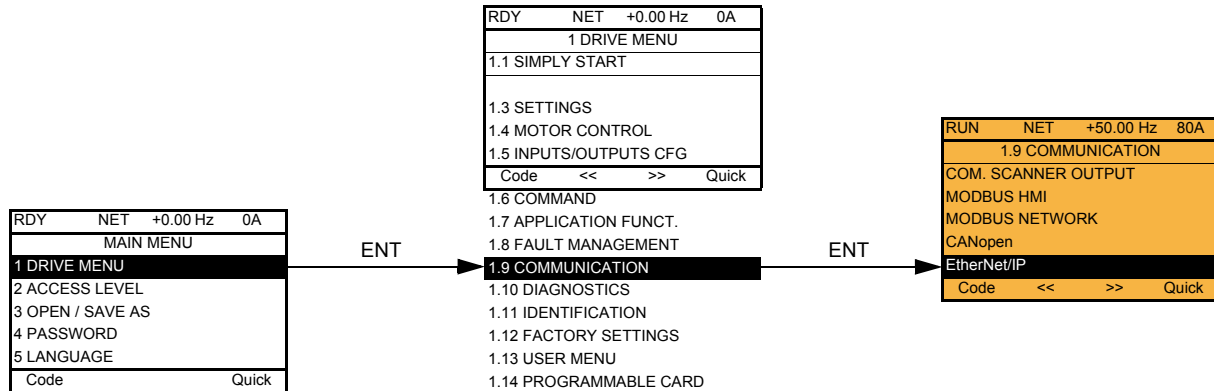 RDY NET +0.00 Hz 0A
MAIN MENU
1 DRIVE MENU
2 ACCESS LEVEL
3 OPEN / SAVE AS
4 PASSWORD
5 LANGUAGE
Code Quick
ENT
RDY NET +0.00 Hz 0A
1 DRIVE MENU
1.1 SIMPLY START
1.3 SETTINGS
1.4 MOTOR CONTROL
1.5 INPUTS/OUTPUTS CFG
Code << >> Quick
1.6 COMMAND
1.7 APPLICATION FUNCT.
1.8 FAULT MANAGEMENT
1.9 COMMUNICATION
1.10 DIAGNOSTICS
1.11 IDENTIFICATION
1.12 FACTORY SETTINGS
1.13 USER MENU
1.14 PROGRAMMABLE CARD
ENT
RUN NET +50.00 Hz 80A
1.9 COMMUNICATION
COM. SCANNER OUTPUT
MODBUS HMI
MODBUS NETWORK
CANopen
EtherNet/IP
Code << >> Quick